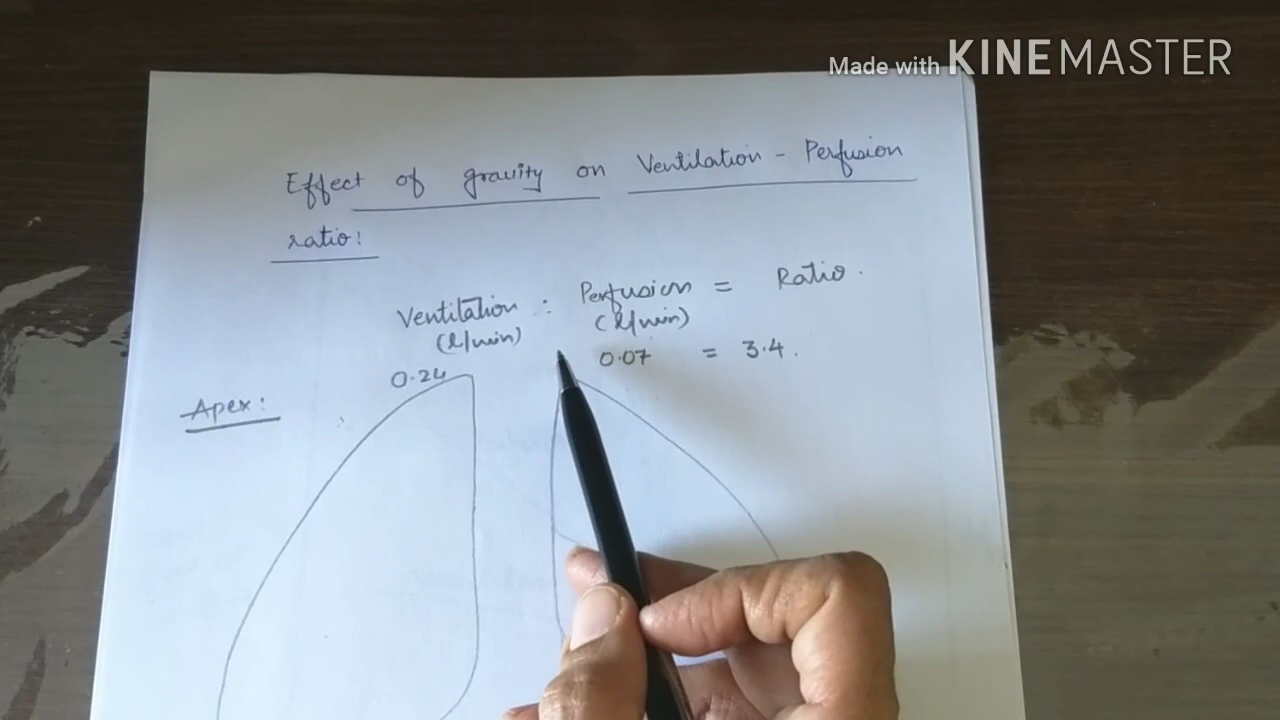 Made with KINEMASTER
Effect of gravity on Ventilation - Perfusion
ratio:
Ventilation : Perfusion = Ratio.
(l/min) (l/min)
0.24 0.07 = 3.4.
Apex: